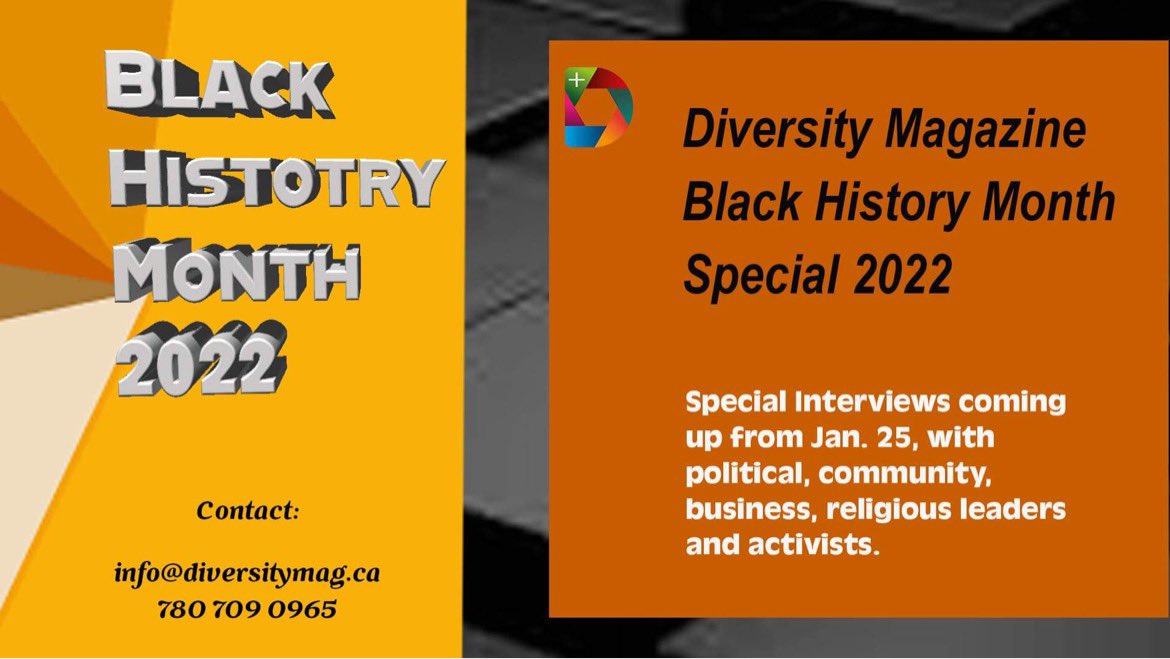 Black
Histotry
Month
2022
Contact:
info@diversitymag.ca
780 709 0965
Diversity Magazine
Black History Month
Special 2022
Special Interviews coming
up from Jan. 25, with
political, community,
business, religious leaders
and activists.